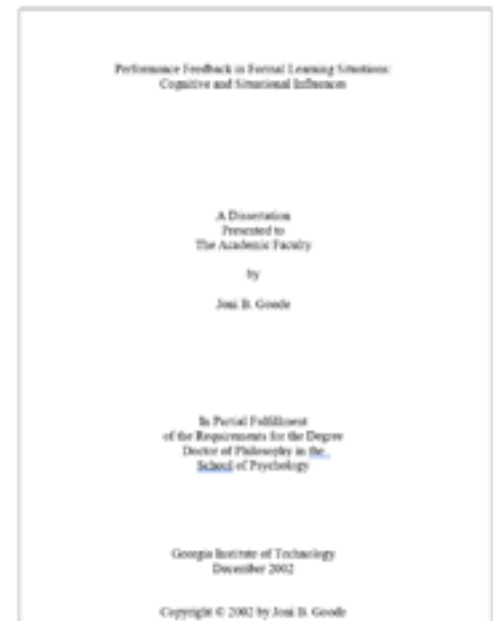 Performance Feedback in Formal Learning Situations:
Cognitive and Situational Influences
A Dissertation
Presented to
The Academic Faculty
by
Joni B. Goode
In Partial Fulfillment
of the Requirements for the Degree
Doctor of Philosophy in the
School of Psychology
Georgia Institute of Technology
December 2002
Copyright © 2002 by Joni B. Goode